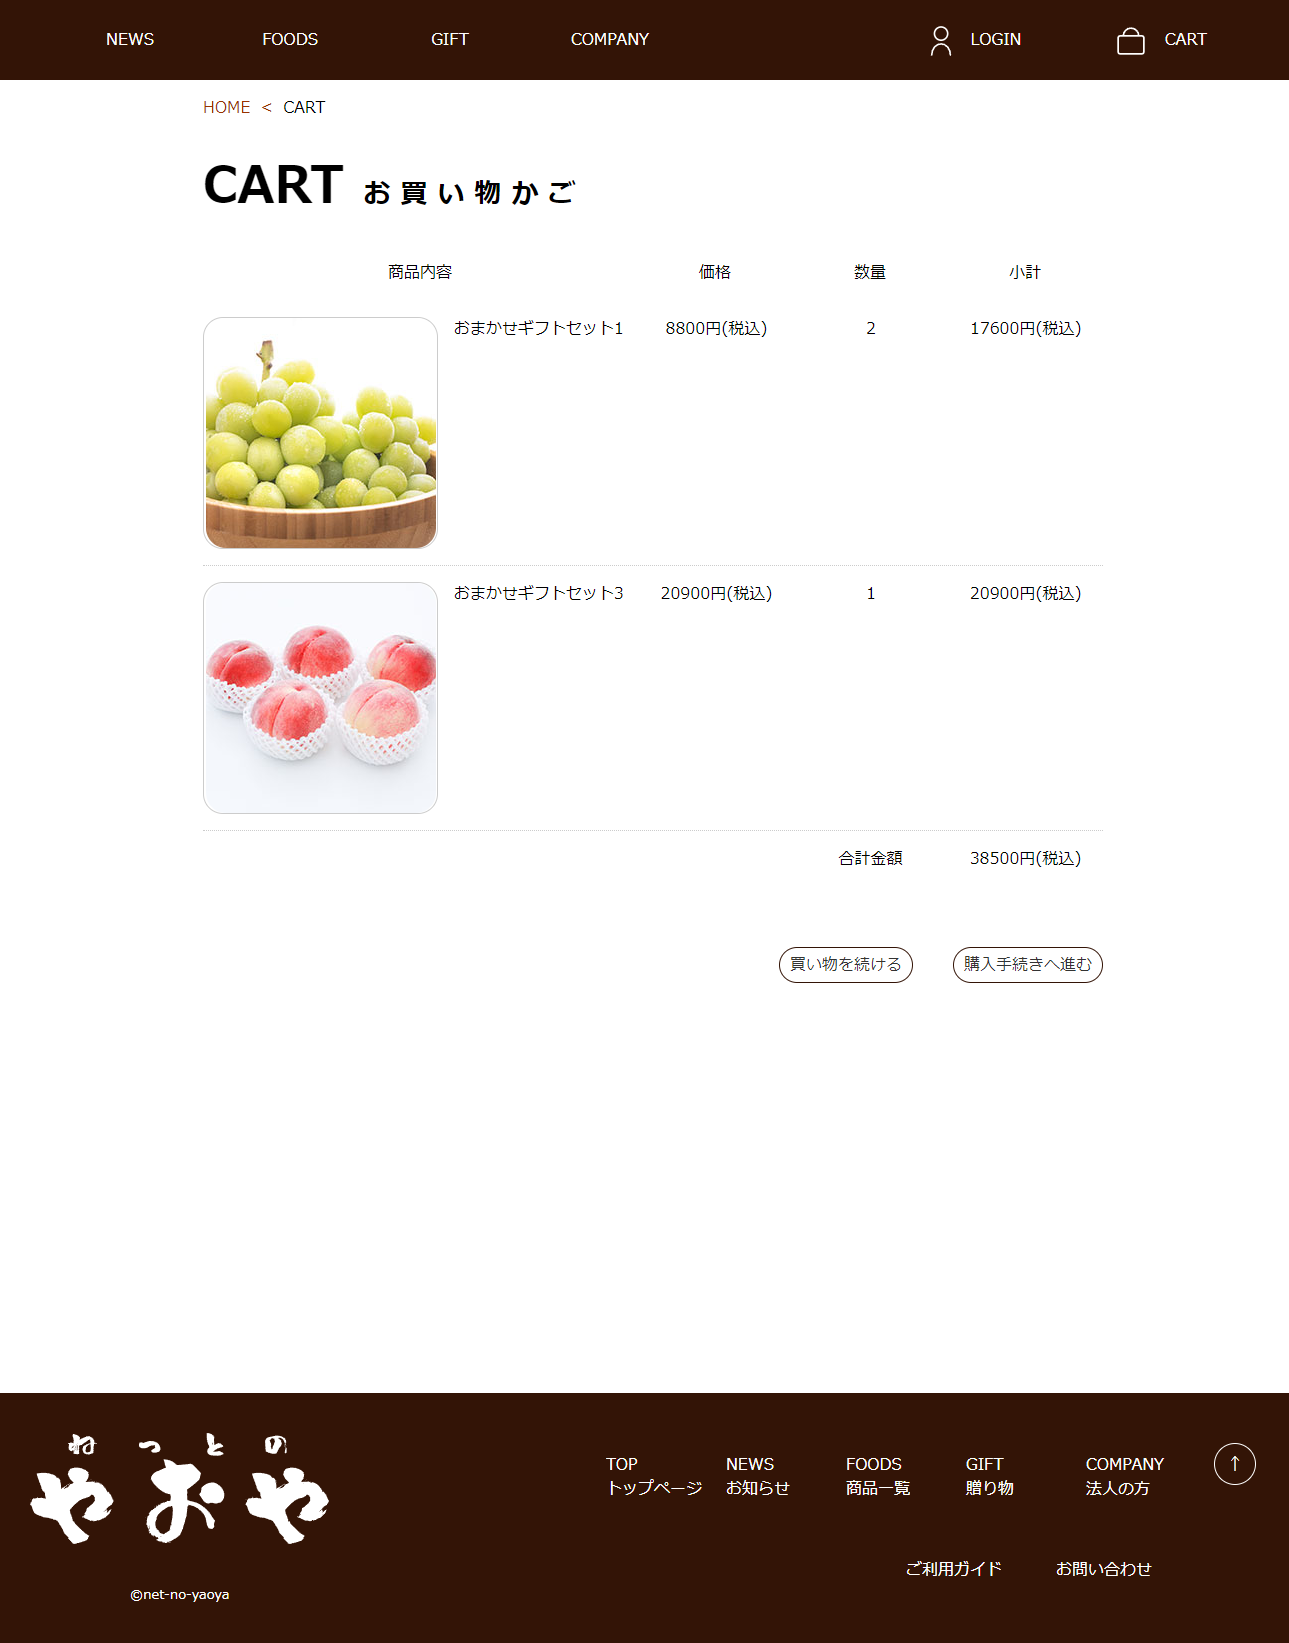 NEWS FOODS GIFT COMPANY LOGIN CART
HOME < CART
CART お買い物かご
商品内容 価格 数量 小計
おまかせギフトセット1 8800円(税込) 2 17600円(税込)
おまかせギフトセット3 20900円(税込) 1 20900円(税込)
合計金額 38500円(税込)
買い物を続ける 購入手続きへ進む
ねっとの
やおや
©net-no-yaoya
TOP NEWS FOODS GIFT COMPANY ↑
トップページ お知らせ 商品一覧 贈り物 法人の方
ご利用ガイド お問い合わせ